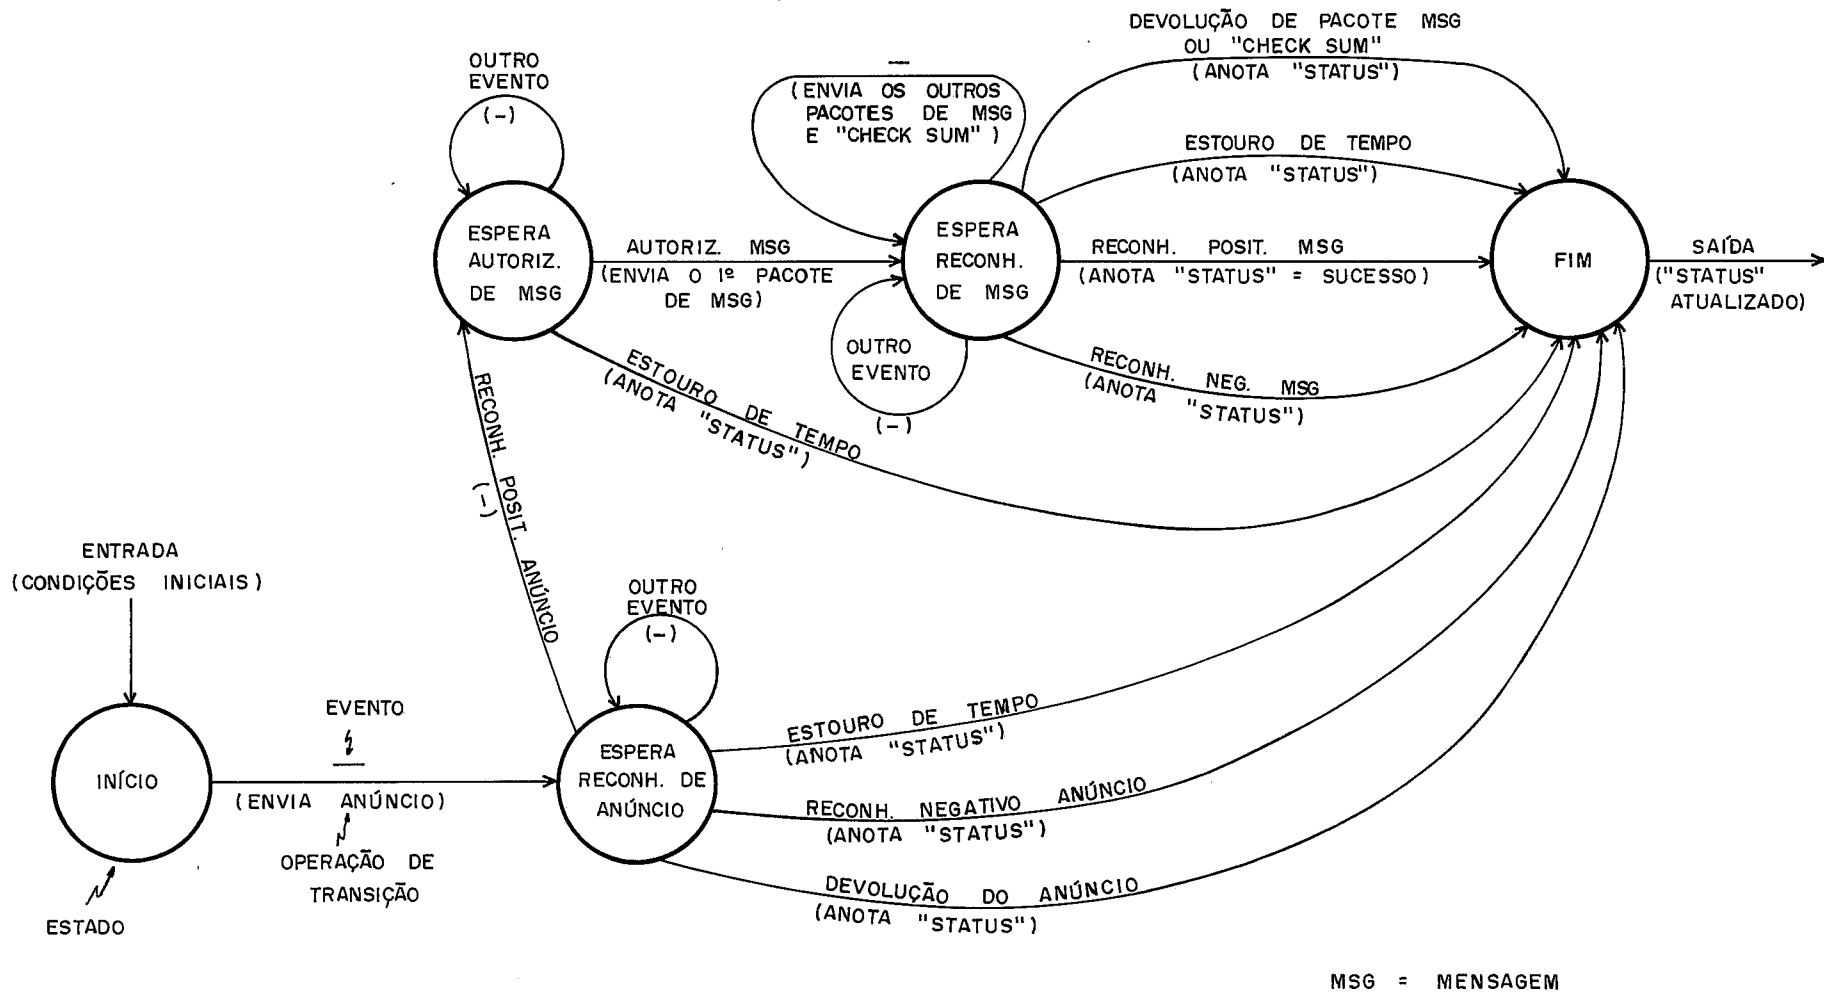 DEVOLUÇÃO DE PACOTE MSG
OU "CHECK SUM"
(ANOTA "STATUS")
OUTRO
EVENTO
(-)
—
(ENVIA OS OUTROS
PACOTES DE MSG
E "CHECK SUM")
ESTOURO DE TEMPO
(ANOTA "STATUS")
ESPERA
AUTORIZ.
DE MSG
AUTORIZ. MSG
(ENVIA O 1º PACOTE
DE MSG)
ESPERA
RECONH.
DE MSG
RECONH. POSIT. MSG
(ANOTA "STATUS" = SUCESSO)
FIM
SAÍDA
("STATUS"
ATUALIZADO)
OUTRO
EVENTO
(-)
RECONH. NEG. MSG
(ANOTA "STATUS")
ESTOURO DE TEMPO
(ANOTA "STATUS")
RECONH. POSIT. ANÚNCIO
(-)
ENTRADA
(CONDIÇÕES INICIAIS)
OUTRO
EVENTO
(-)
INÍCIO
EVENTO
—
(ENVIA ANÚNCIO)
OPERAÇÃO DE
TRANSIÇÃO
ESTADO
ESPERA
RECONH. DE
ANÚNCIO
ESTOURO DE TEMPO
(ANOTA "STATUS")
RECONH. NEGATIVO ANÚNCIO
(ANOTA "STATUS")
DEVOLUÇÃO DO ANÚNCIO
(ANOTA "STATUS")
MSG = MENSAGEM